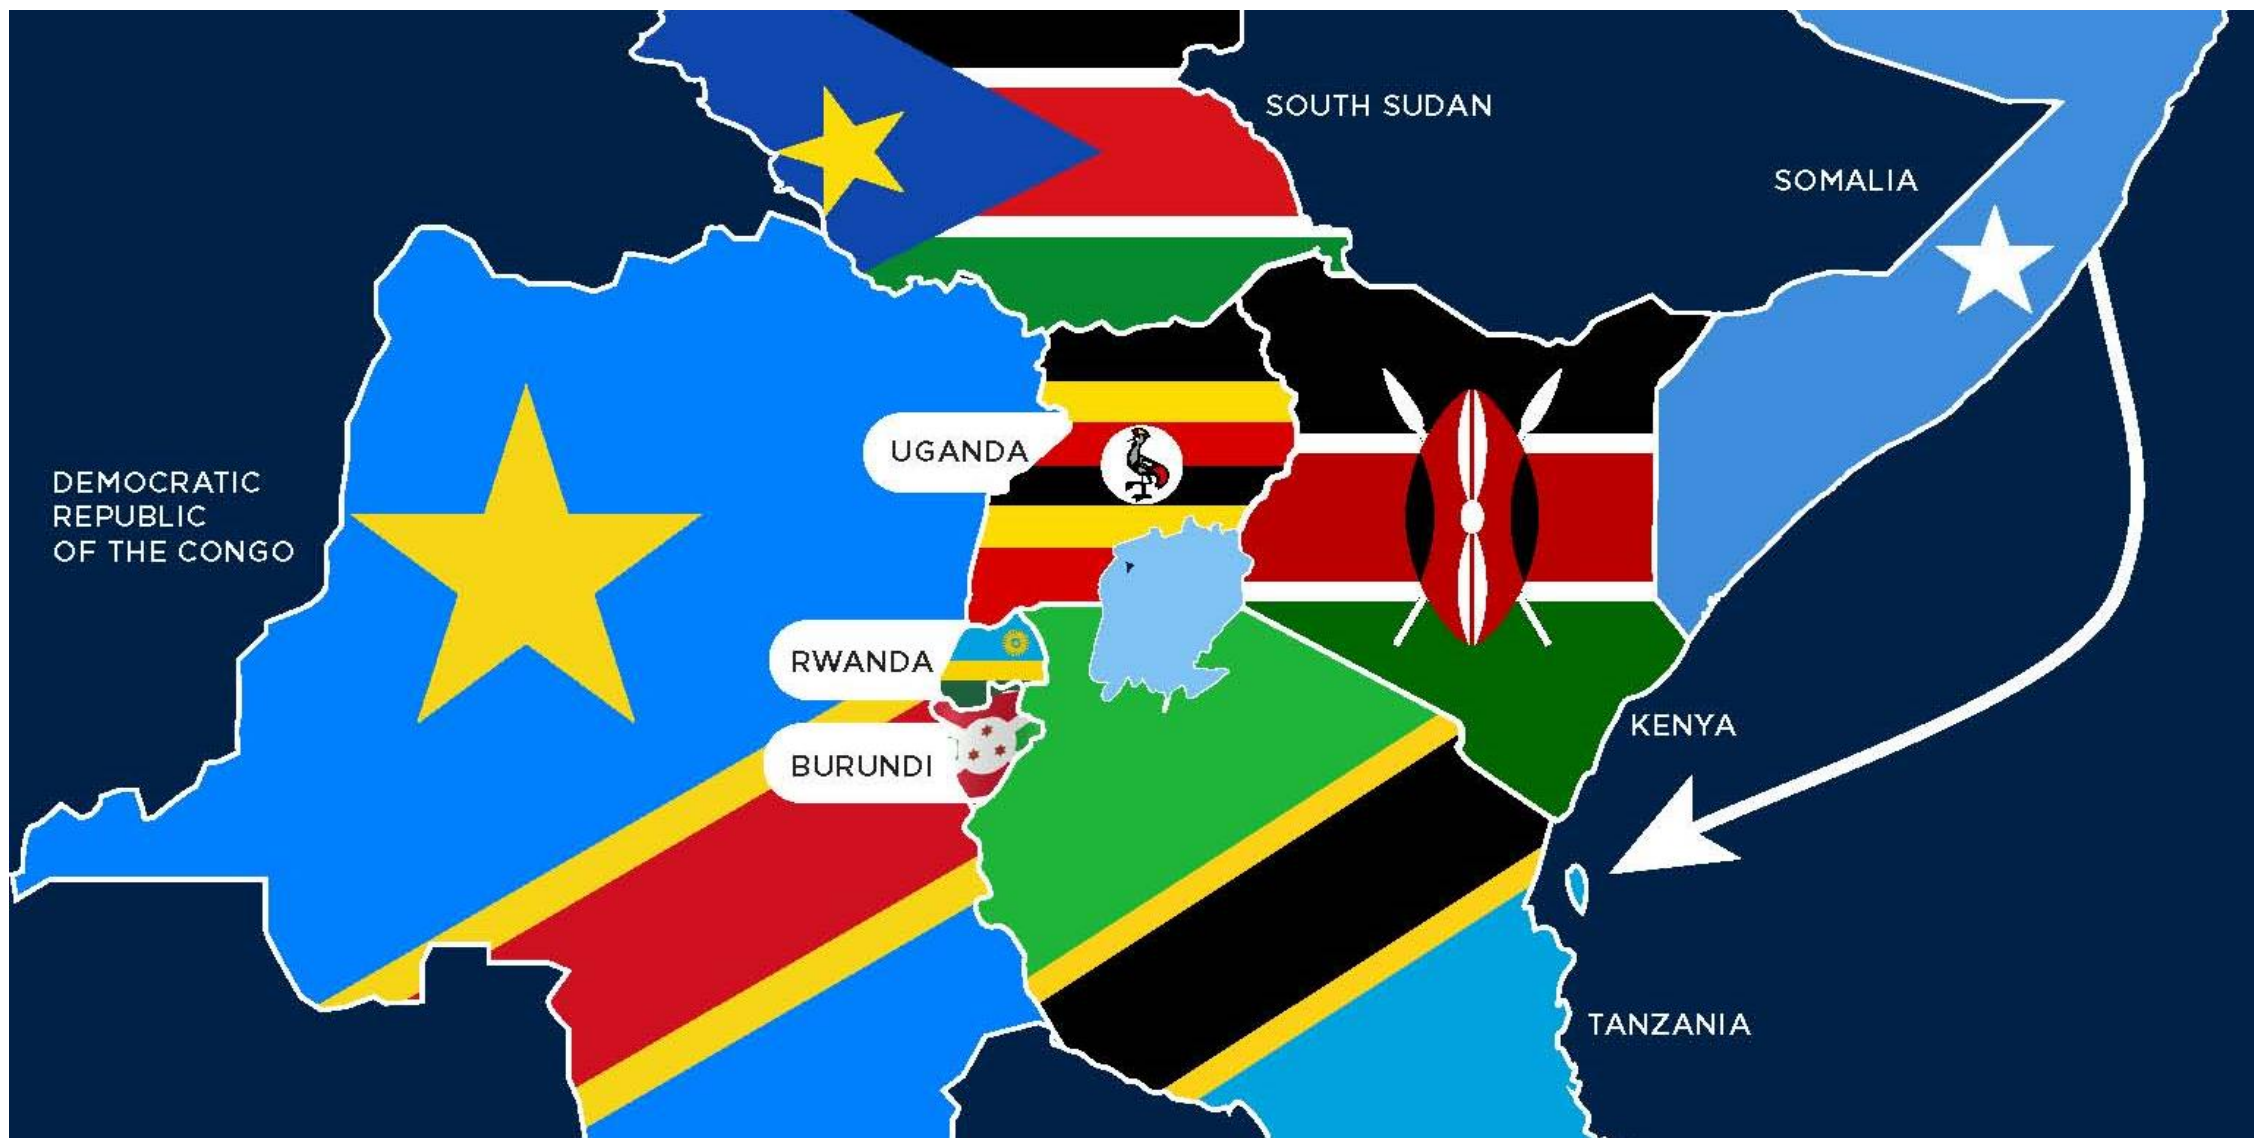 SOUTH SUDAN
SOMALIA
UGANDA
DEMOCRATIC
REPUBLIC
OF THE CONGO
RWANDA
KENYA
BURUNDI
TANZANIA